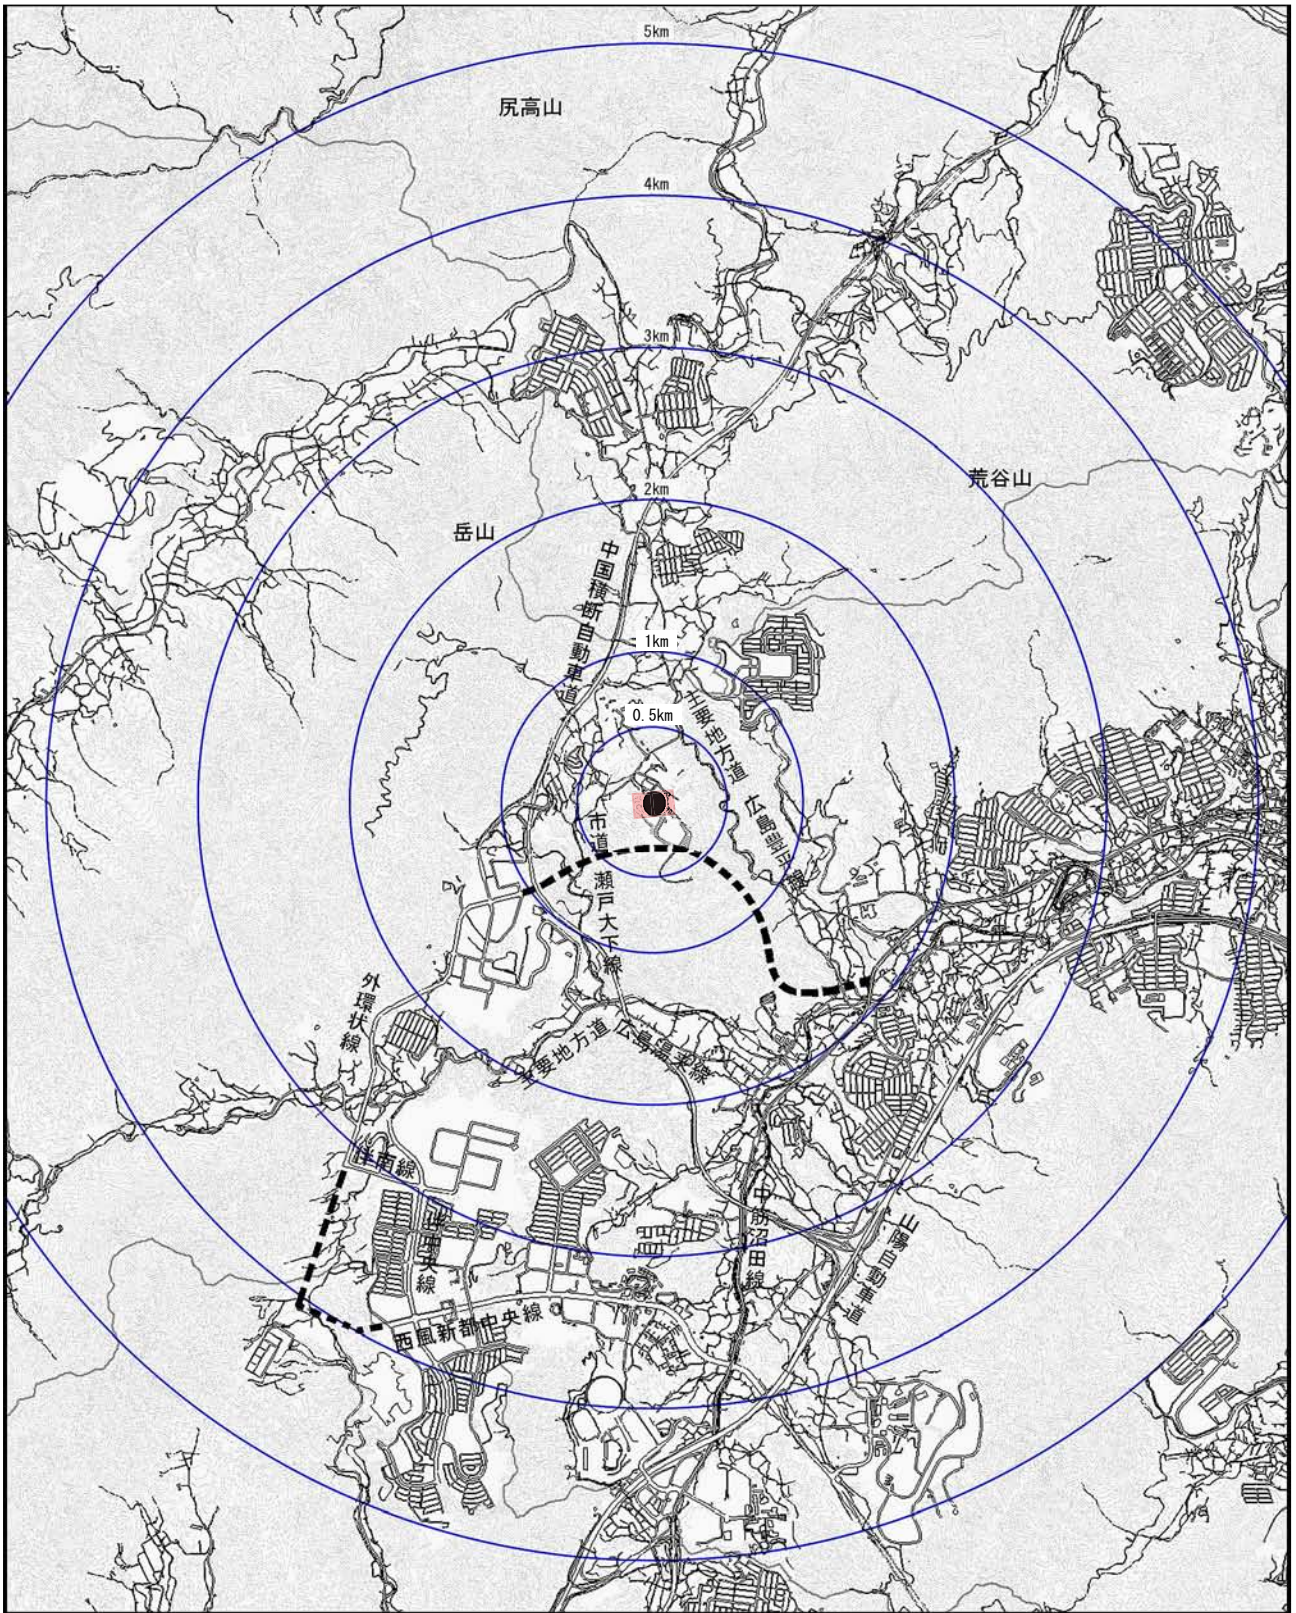 5km
尻高山
4km
3km
荒谷山
2km
岳山
中国横断自動車道
1km
0.5km
主要地方道 広島豊平線
市道 瀬戸大下線
外環状線
主要地方道 広島湯来線
伴南線
伴中央線
中筋沼田線
山陽自動車道
西風新都中央線